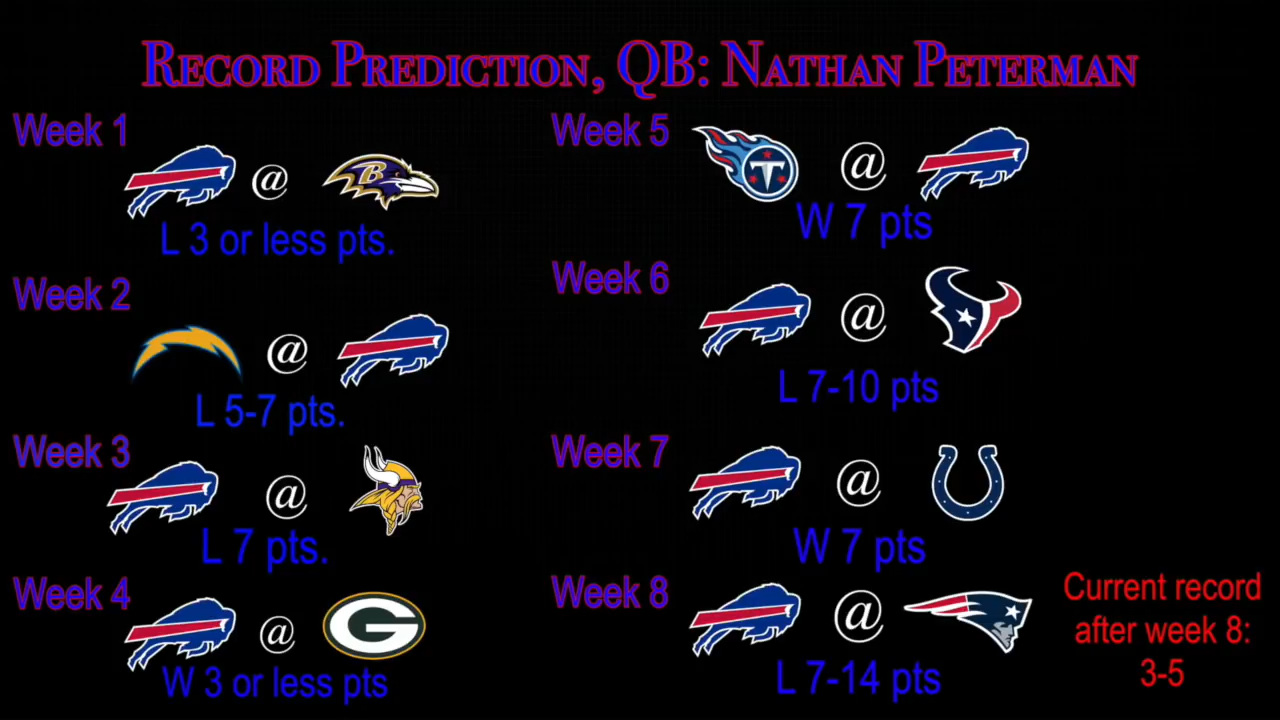 Record Prediction, QB: Nathan Peterman
Week 1
@
L 3 or less pts.
Week 2
@
L 5-7 pts.
Week 3
@
L 7 pts.
Week 4
@
G
W 3 or less pts
Week 5
T
@
W 7 pts
Week 6
@
L 7-10 pts
Week 7
@
W 7 pts
Week 8
@
L 7-14 pts
Current record
after week 8:
3-5